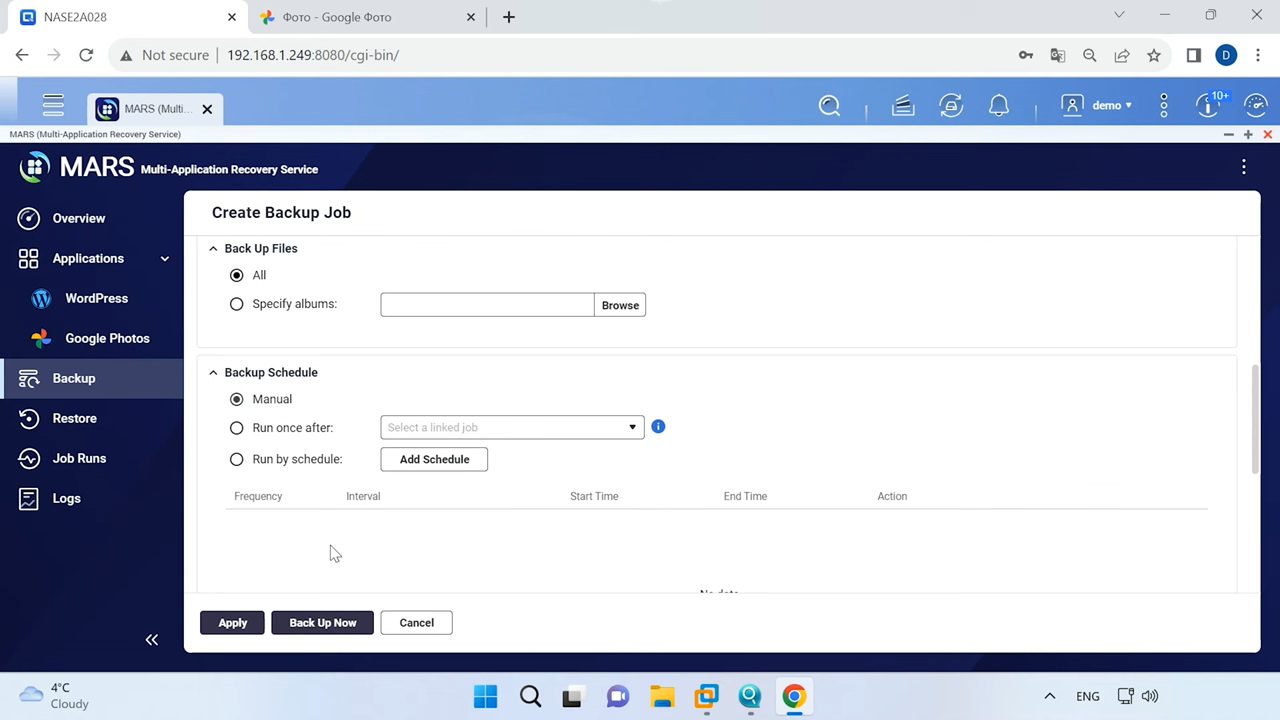 NASE2A028
Фото - Google Фото
Not secure
192.168.1.249:8080/cgi-bin/
D
MARS (Multi...
demo
10+
MARS (Multi-Application Recovery Service)
MARS Multi-Application Recovery Service
Overview
Applications
WordPress
Google Photos
Backup
Restore
Job Runs
Logs
Create Backup Job
Back Up Files
All
Specify albums:
Browse
Backup Schedule
Manual
Run once after:
Select a linked job
Run by schedule:
Add Schedule
Frequency Interval Start Time End Time Action
No data
Apply
Back Up Now
Cancel
4°C
Cloudy
ENG